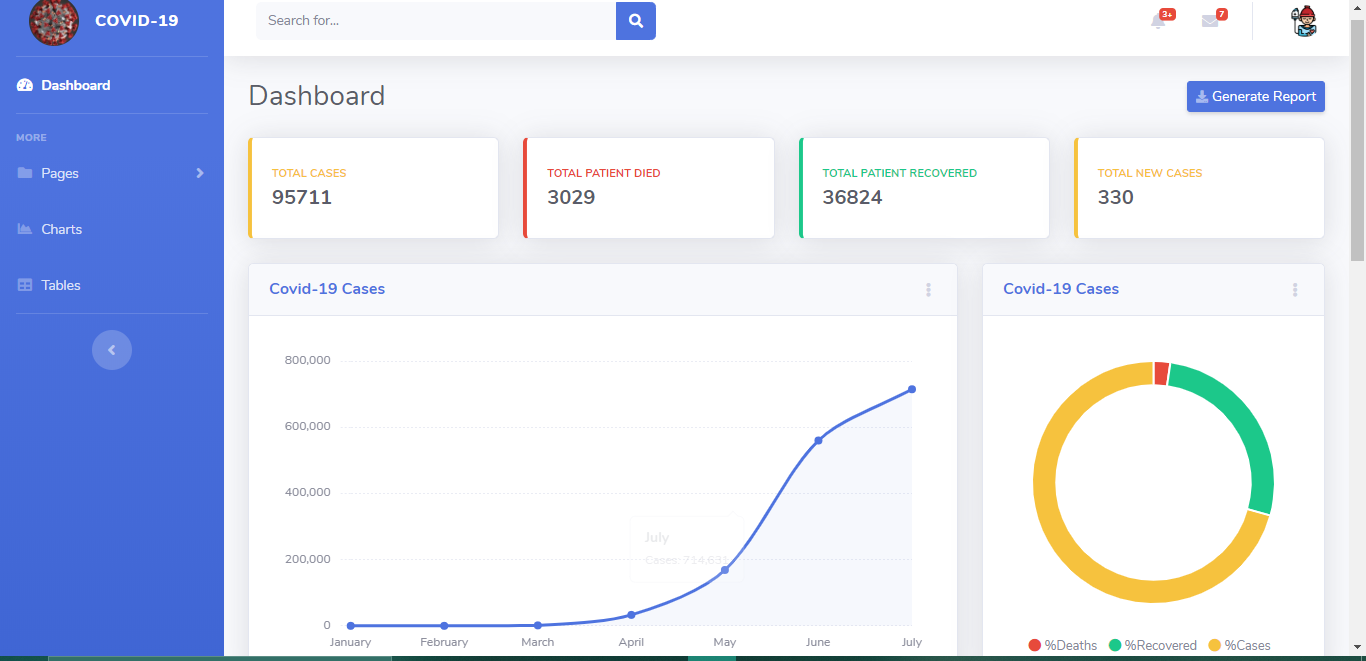 COVID-19
Search for...
3+
7
Dashboard
MORE
Pages
Charts
Tables
Dashboard
Generate Report
TOTAL CASES
95711
TOTAL PATIENT DIED
3029
TOTAL PATIENT RECOVERED
36824
TOTAL NEW CASES
330
Covid-19 Cases
800,000
600,000
400,000
200,000
0
July
Cases: 714,631
January February March April May June July
Covid-19 Cases
%Deaths %Recovered %Cases